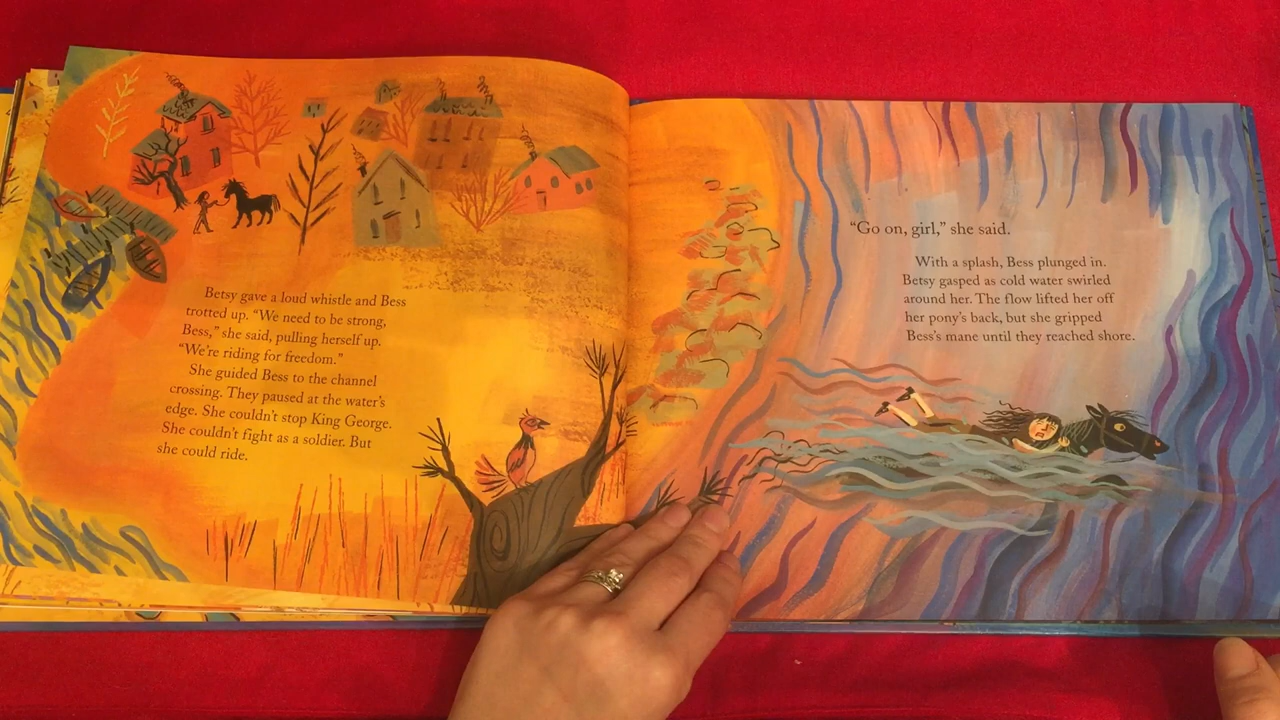 Betsy gave a loud whistle and Bess
trotted up. “We need to be strong,
Bess,” she said, pulling herself up.
“We’re riding for freedom.”
She guided Bess to the channel
crossing. They paused at the water’s
edge. She couldn’t stop King George.
She couldn’t fight as a soldier. But
she could ride.
“Go on, girl,” she said.
With a splash, Bess plunged in.
Betsy gasped as cold water swirled
around her. The flow lifted her off
her pony’s back, but she gripped
Bess’s mane until they reached shore.